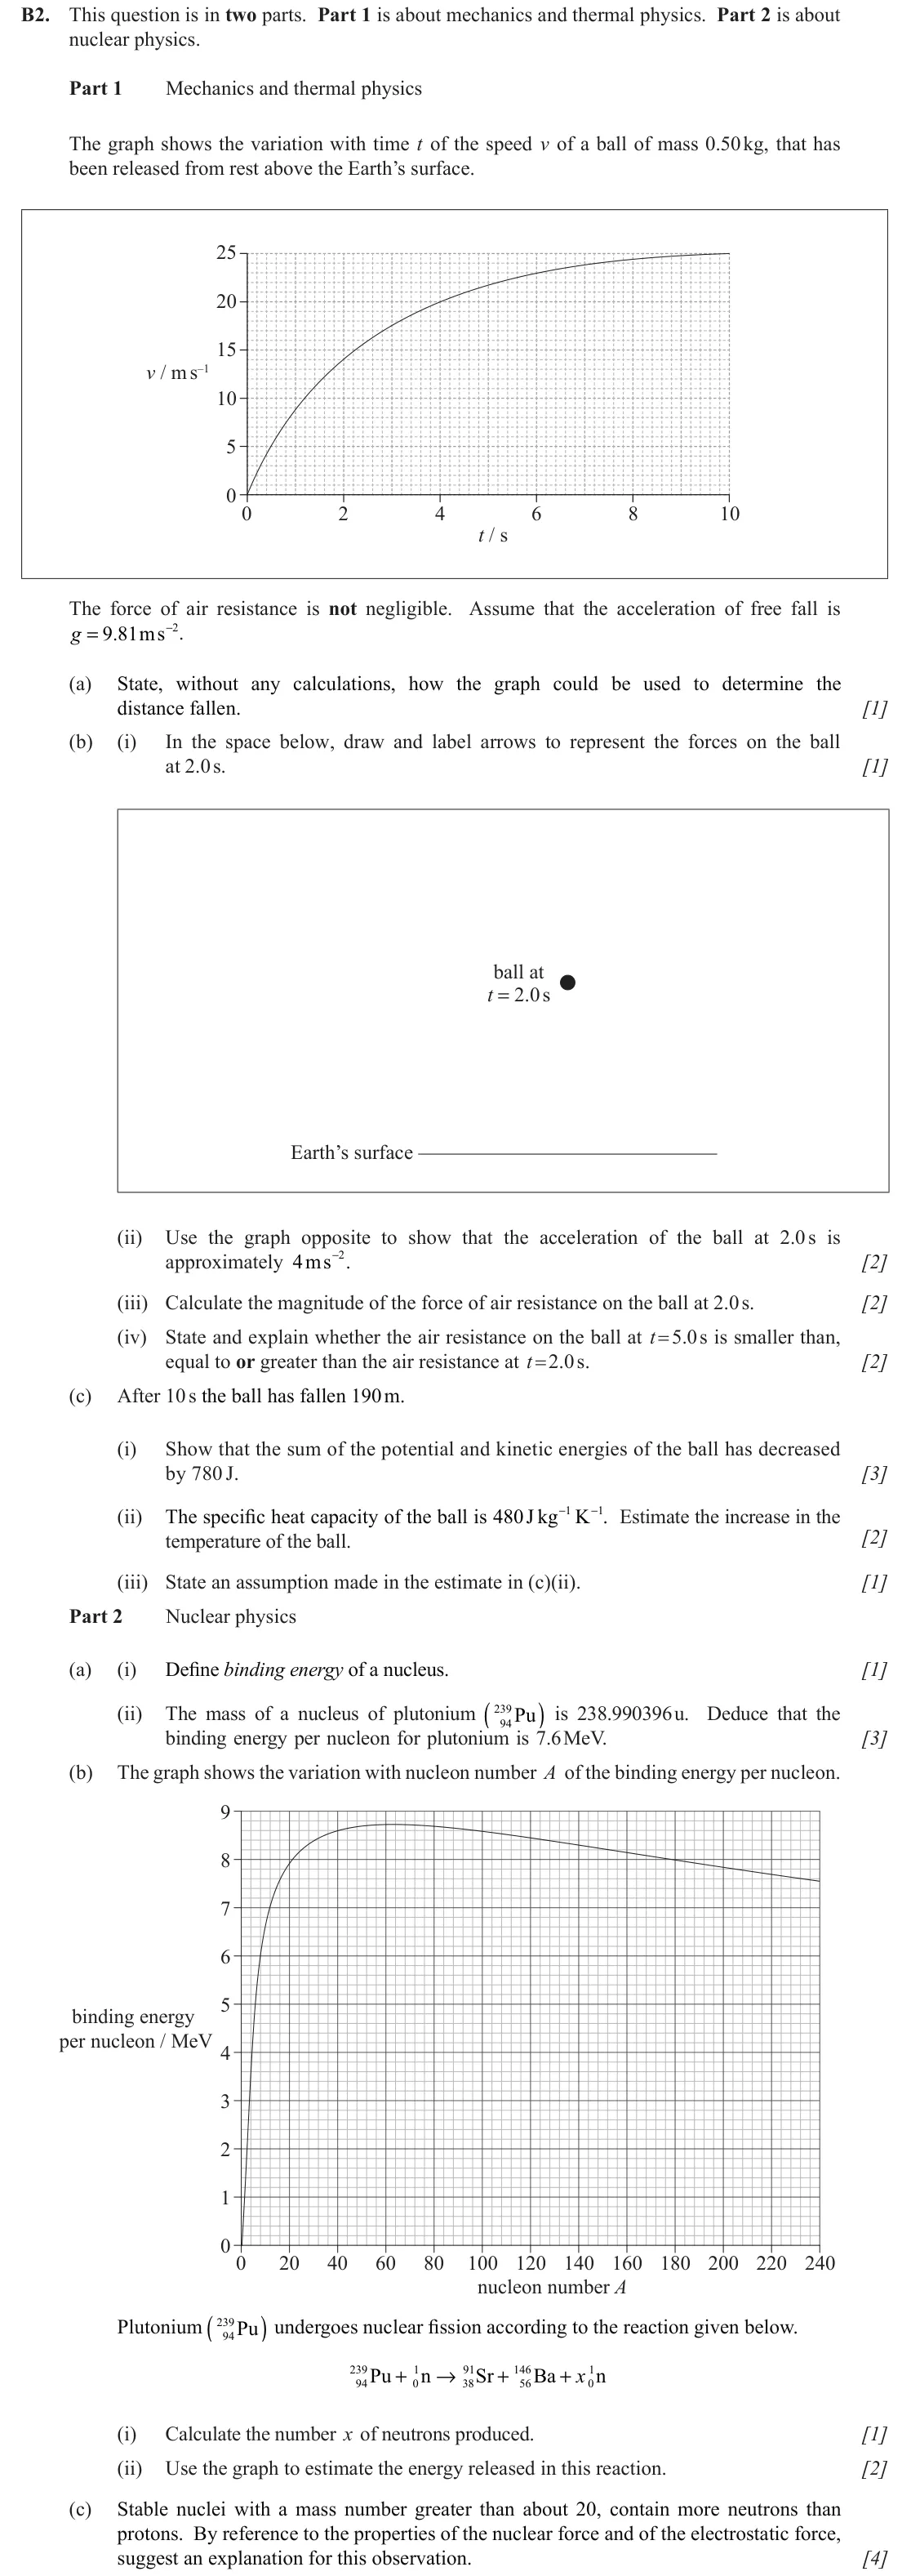 B2. This question is in two parts. Part 1 is about mechanics and thermal physics. Part 2 is about
nuclear physics.
Part 1 Mechanics and thermal physics
The graph shows the variation with time t of the speed v of a ball of mass 0.50 kg, that has
been released from rest above the Earth's surface.
25
20
15
v / m s⁻¹
10
5
0
0 2 4 6 8 10
t / s
The force of air resistance is not negligible. Assume that the acceleration of free fall is
g = 9.81 m s⁻².
(a) State, without any calculations, how the graph could be used to determine the
distance fallen. [1]
(b) (i) In the space below, draw and label arrows to represent the forces on the ball
at 2.0 s. [1]
ball at
t = 2.0 s
Earth's surface
(ii) Use the graph opposite to show that the acceleration of the ball at 2.0 s is
approximately 4 m s⁻². [2]
(iii) Calculate the magnitude of the force of air resistance on the ball at 2.0 s. [2]
(iv) State and explain whether the air resistance on the ball at t = 5.0 s is smaller than,
equal to or greater than the air resistance at t = 2.0 s. [2]
(c) After 10 s the ball has fallen 190 m.
(i) Show that the sum of the potential and kinetic energies of the ball has decreased
by 780 J. [3]
(ii) The specific heat capacity of the ball is 480 J kg⁻¹ K⁻¹. Estimate the increase in the
temperature of the ball. [2]
(iii) State an assumption made in the estimate in (c)(ii). [1]
Part 2 Nuclear physics
(a) (i) Define binding energy of a nucleus. [1]
(ii) The mass of a nucleus of plutonium (²³⁹₉₄Pu) is 238.990396 u. Deduce that the
binding energy per nucleon for plutonium is 7.6 MeV. [3]
(b) The graph shows the variation with nucleon number A of the binding energy per nucleon.
9
8
7
6
5
binding energy
per nucleon / MeV
4
3
2
1
0
0 20 40 60 80 100 120 140 160 180 200 220 240
nucleon number A
Plutonium (²³⁹₉₄Pu) undergoes nuclear fission according to the reaction given below.
²³⁹₉₄Pu + ¹₀n → ⁹¹₃₈Sr + ¹⁴⁶₅₆Ba + x ¹₀n
(i) Calculate the number x of neutrons produced. [1]
(ii) Use the graph to estimate the energy released in this reaction. [2]
(c) Stable nuclei with a mass number greater than about 20, contain more neutrons than
protons. By reference to the properties of the nuclear force and of the electrostatic force,
suggest an explanation for this observation. [4]